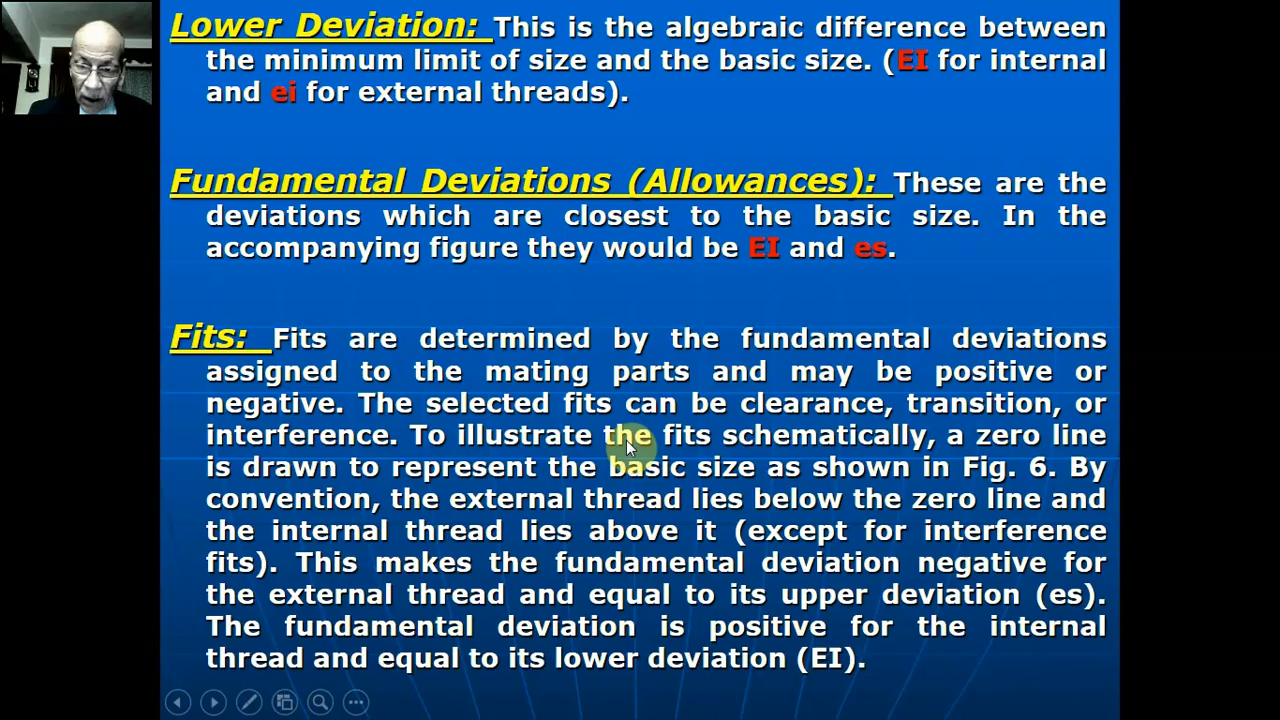 Lower Deviation: This is the algebraic difference between
the minimum limit of size and the basic size. (EI for internal
and ei for external threads).
Fundamental Deviations (Allowances): These are the
deviations which are closest to the basic size. In the
accompanying figure they would be EI and es.
Fits: Fits are determined by the fundamental deviations
assigned to the mating parts and may be positive or
negative. The selected fits can be clearance, transition, or
interference. To illustrate the fits schematically, a zero line
is drawn to represent the basic size as shown in Fig. 6. By
convention, the external thread lies below the zero line and
the internal thread lies above it (except for interference
fits). This makes the fundamental deviation negative for
the external thread and equal to its upper deviation (es).
The fundamental deviation is positive for the internal
thread and equal to its lower deviation (EI).